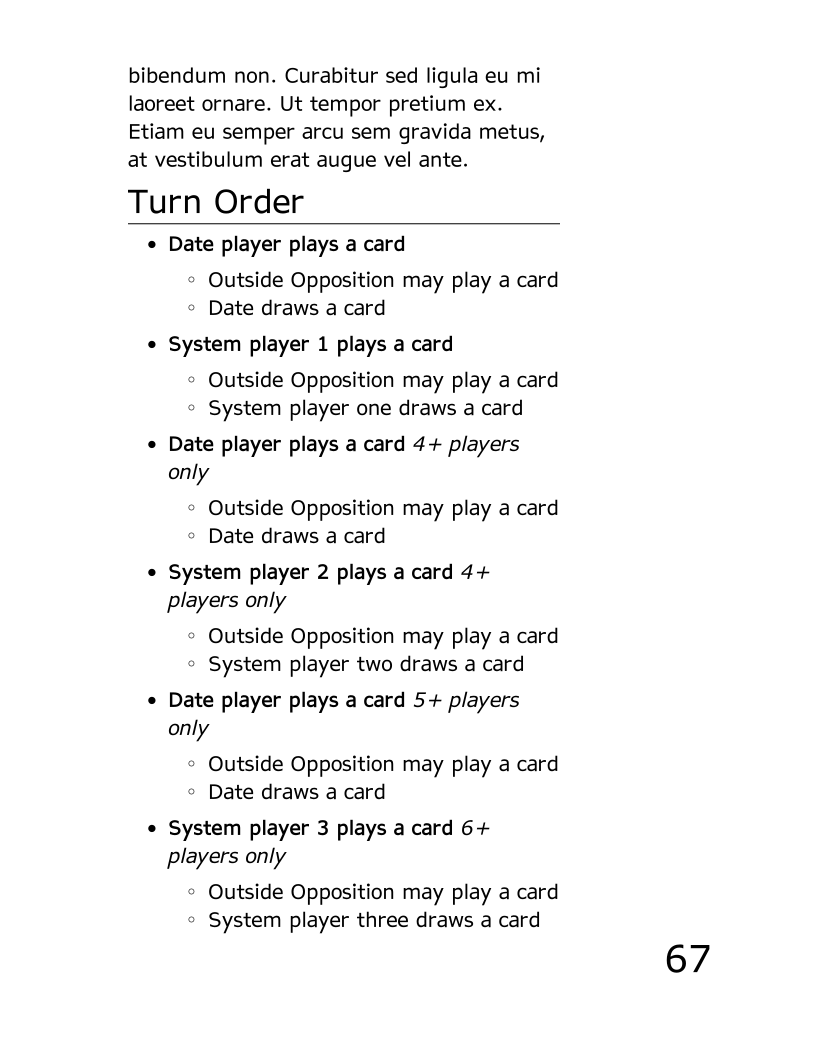 bibendum non. Curabitur sed ligula eu mi
laoreet ornare. Ut tempor pretium ex.
Etiam eu semper arcu sem gravida metus,
at vestibulum erat augue vel ante.
Turn Order
• Date player plays a card
◦ Outside Opposition may play a card
◦ Date draws a card
• System player 1 plays a card
◦ Outside Opposition may play a card
◦ System player one draws a card
• Date player plays a card 4+ players
only
◦ Outside Opposition may play a card
◦ Date draws a card
• System player 2 plays a card 4+
players only
◦ Outside Opposition may play a card
◦ System player two draws a card
• Date player plays a card 5+ players
only
◦ Outside Opposition may play a card
◦ Date draws a card
• System player 3 plays a card 6+
players only
◦ Outside Opposition may play a card
◦ System player three draws a card
67